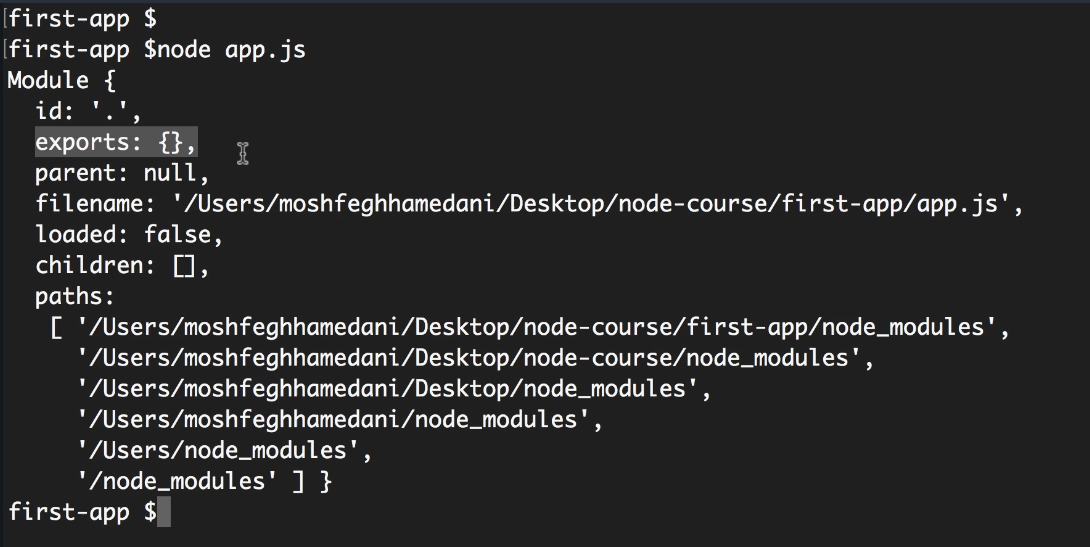 first-app $
first-app $node app.js
Module {
  id: '.',
  exports: {},
  parent: null,
  filename: '/Users/moshfeghhamedani/Desktop/node-course/first-app/app.js',
  loaded: false,
  children: [],
  paths:
   [ '/Users/moshfeghhamedani/Desktop/node-course/first-app/node_modules',
     '/Users/moshfeghhamedani/Desktop/node-course/node_modules',
     '/Users/moshfeghhamedani/Desktop/node_modules',
     '/Users/moshfeghhamedani/node_modules',
     '/Users/node_modules',
     '/node_modules' ] }
first-app $